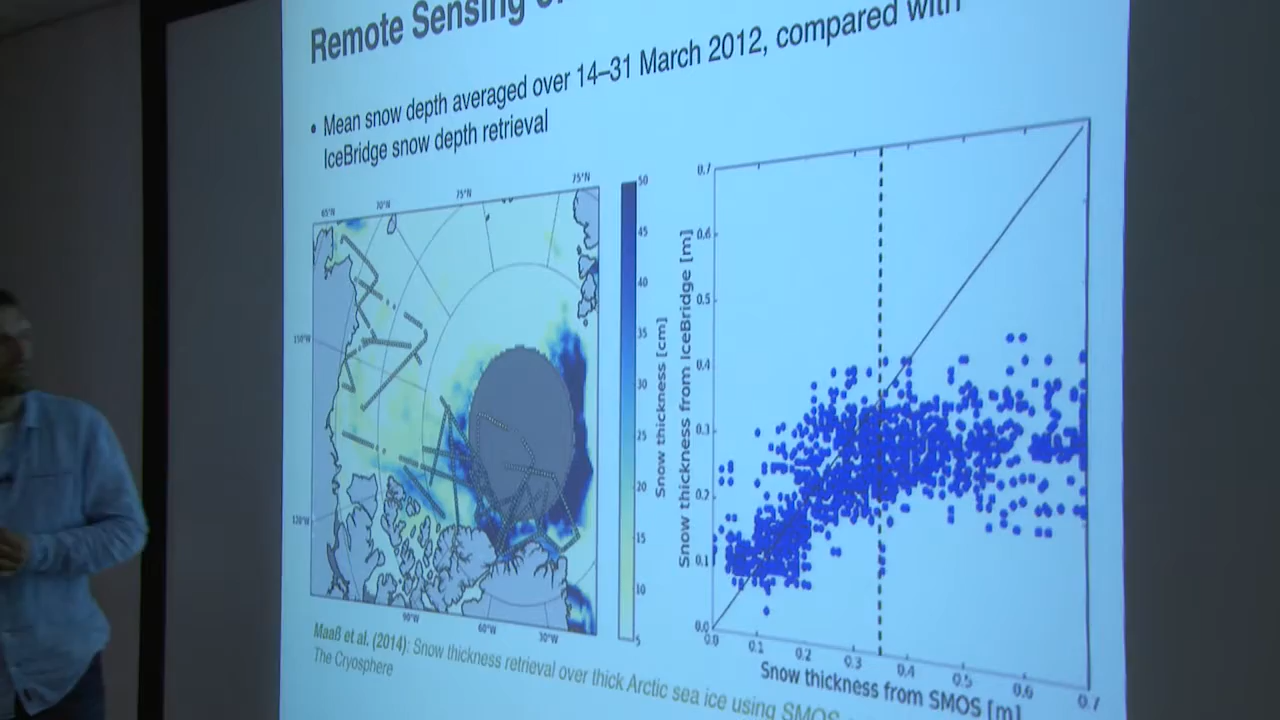 Remote Sensing
• Mean snow depth averaged over 14–31 March 2012, compared with
IceBridge snow depth retrieval
65°N 70°N 75°N 75°N
150°W
120°W
90°W 60°W 30°W
50
45
40
35
30
25
20
15
10
5
Snow thickness [cm]
0.7
0.6
0.5
0.4
0.3
0.2
0.1
0.0
Snow thickness from IceBridge [m]
0.0 0.1 0.2 0.3 0.4 0.5 0.6 0.7
Snow thickness from SMOS [m]
Maaß et al. (2014): Snow thickness retrieval over thick Arctic sea ice using SMOS
The Cryosphere